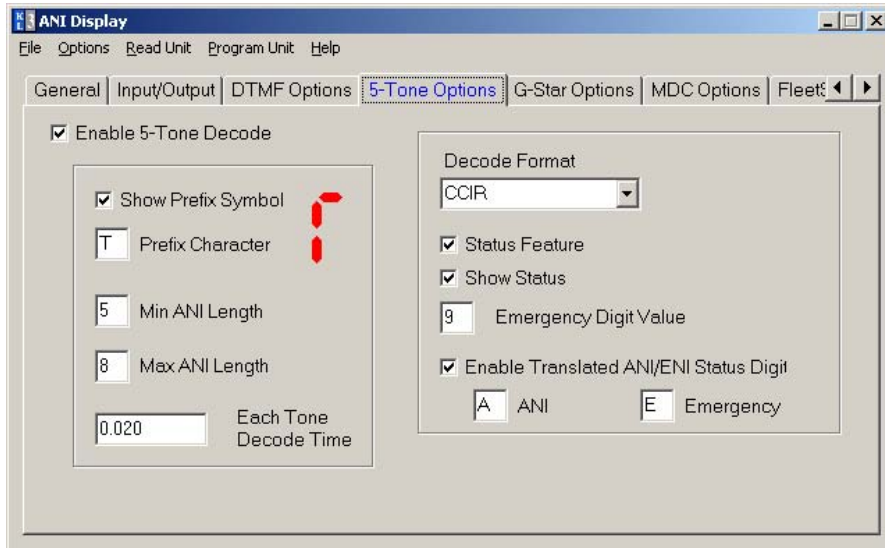 ANI Display
File Options Read Unit Program Unit Help
General Input/Output DTMF Options 5-Tone Options G-Star Options MDC Options FleetS
Enable 5-Tone Decode
Show Prefix Symbol
T Prefix Character
5 Min ANI Length
8 Max ANI Length
0.020 Each Tone
Decode Time
Decode Format
CCIR
Status Feature
Show Status
9 Emergency Digit Value
Enable Translated ANI/ENI Status Digit
A ANI E Emergency